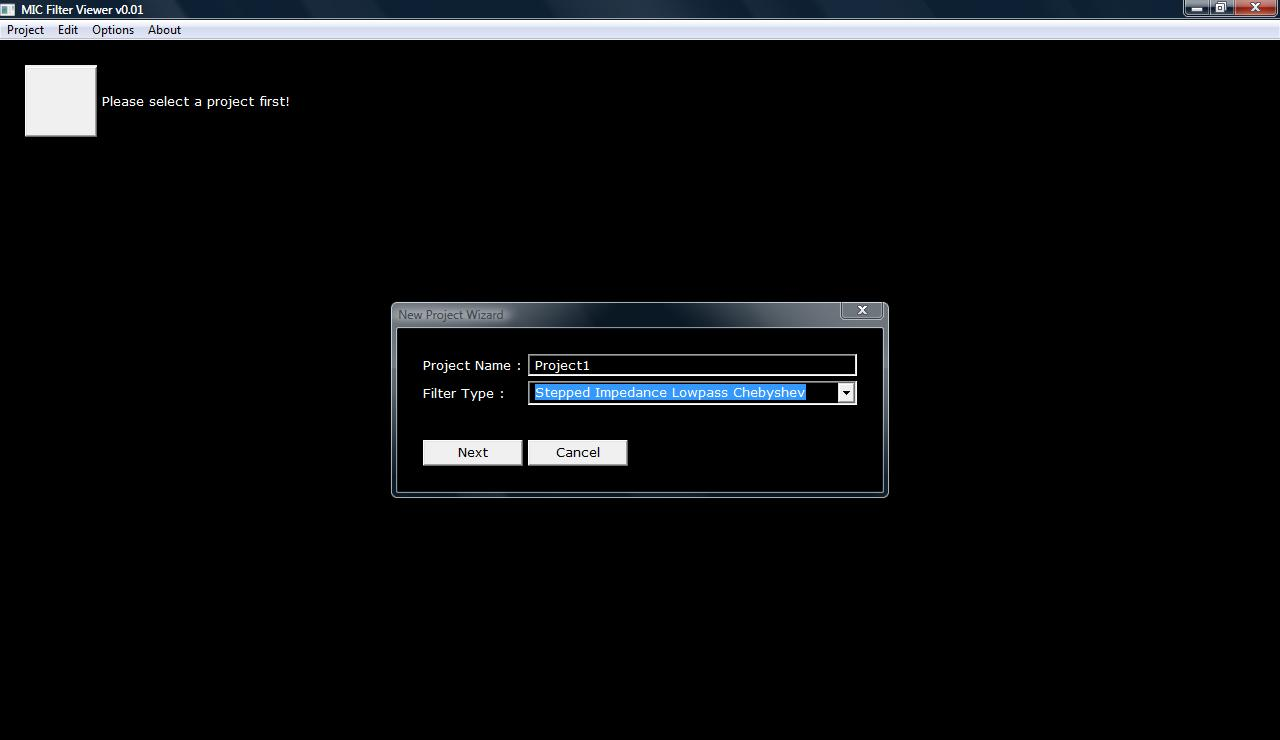 MIC Filter Viewer v0.01
Project Edit Options About
Please select a project first!
New Project Wizard
Project Name : Project1
Filter Type : Stepped Impedance Lowpass Chebyshev
Next Cancel